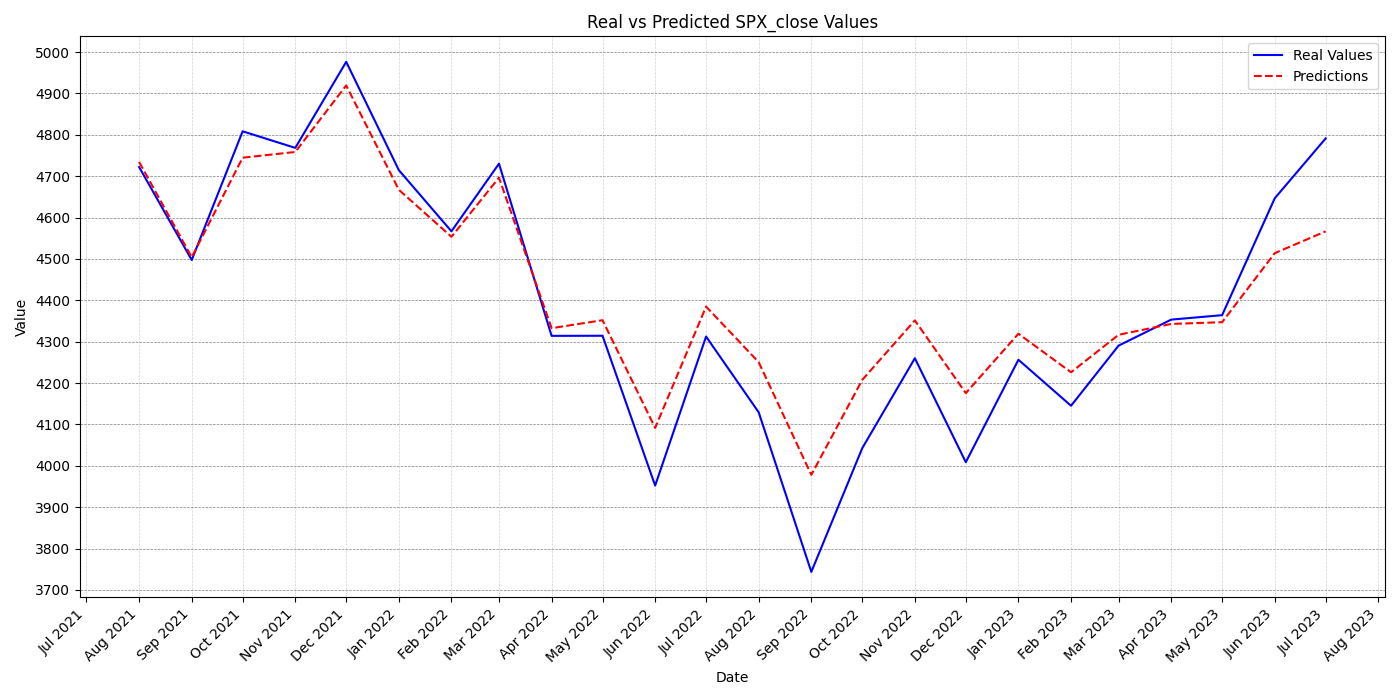 Real vs Predicted SPX_close Values
Real Values
Predictions
Value
5000
4900
4800
4700
4600
4500
4400
4300
4200
4100
4000
3900
3800
3700
Jul 2021
Aug 2021
Sep 2021
Oct 2021
Nov 2021
Dec 2021
Jan 2022
Feb 2022
Mar 2022
Apr 2022
May 2022
Jun 2022
Jul 2022
Aug 2022
Sep 2022
Oct 2022
Nov 2022
Dec 2022
Jan 2023
Feb 2023
Mar 2023
Apr 2023
May 2023
Jun 2023
Jul 2023
Aug 2023
Date